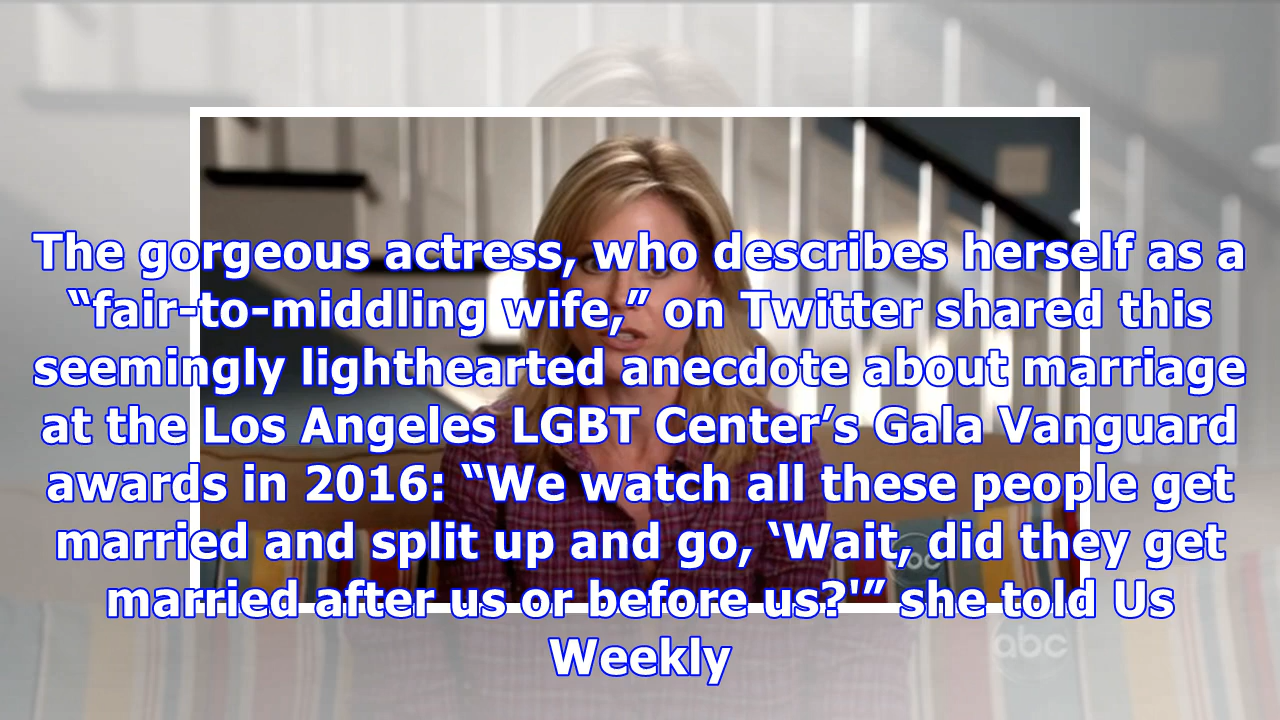 The gorgeous actress, who describes herself as a
“fair-to-middling wife,” on Twitter shared this
seemingly lighthearted anecdote about marriage
at the Los Angeles LGBT Center’s Gala Vanguard
awards in 2016: “We watch all these people get
married and split up and go, ‘Wait, did they get
married after us or before us?'” she told Us
Weekly
abc
abc